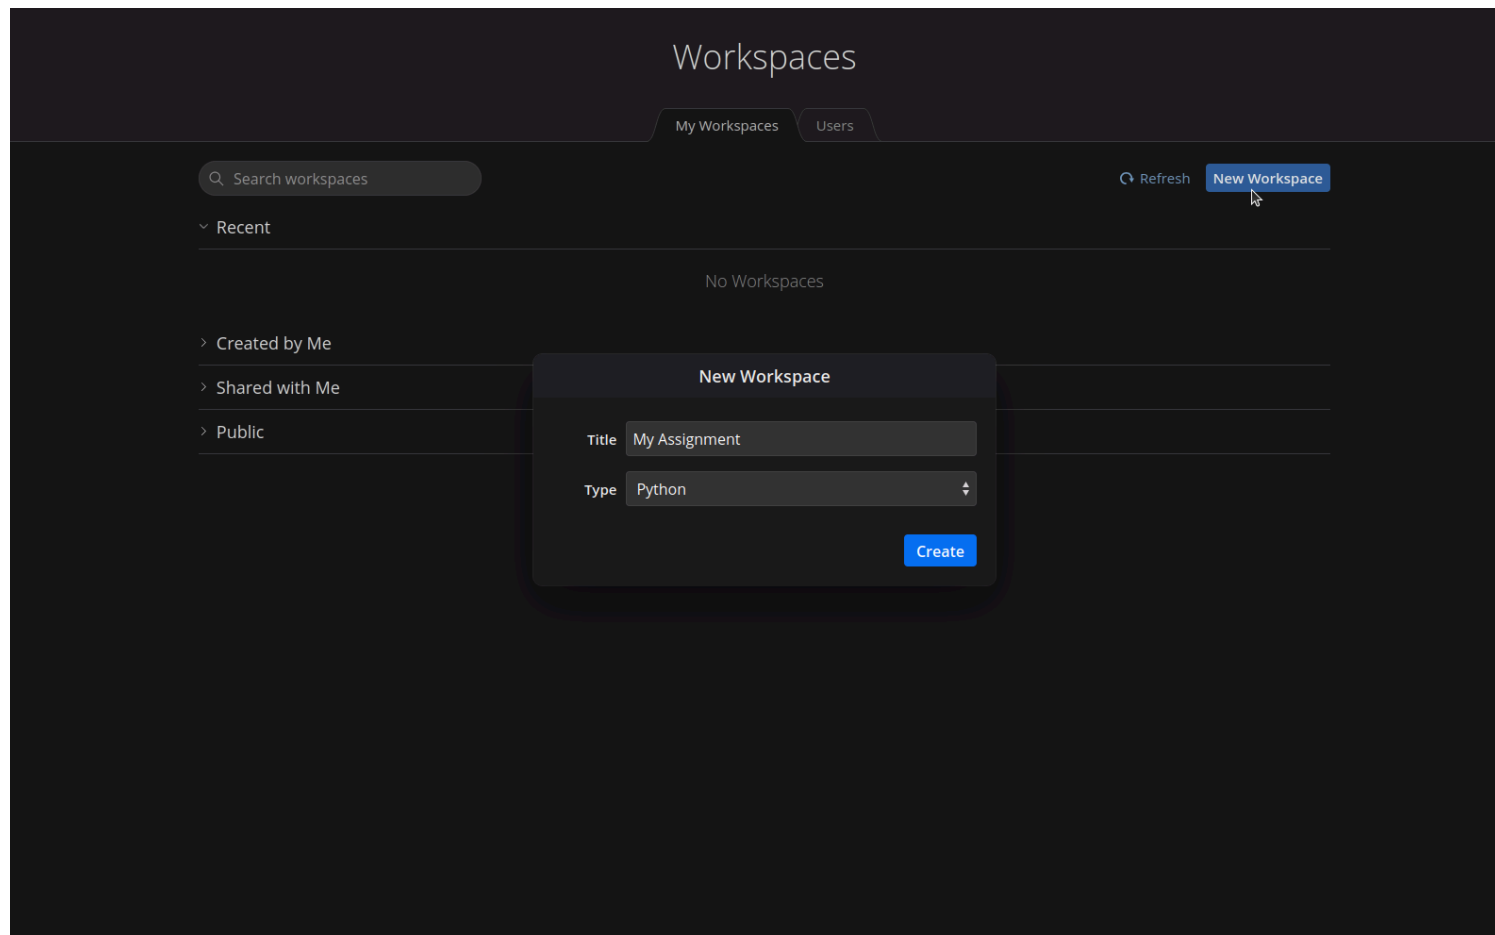 Workspaces
My Workspaces Users
Search workspaces Refresh New Workspace
Recent
No Workspaces
Created by Me
Shared with Me
Public
New Workspace
Title My Assignment
Type Python
Create